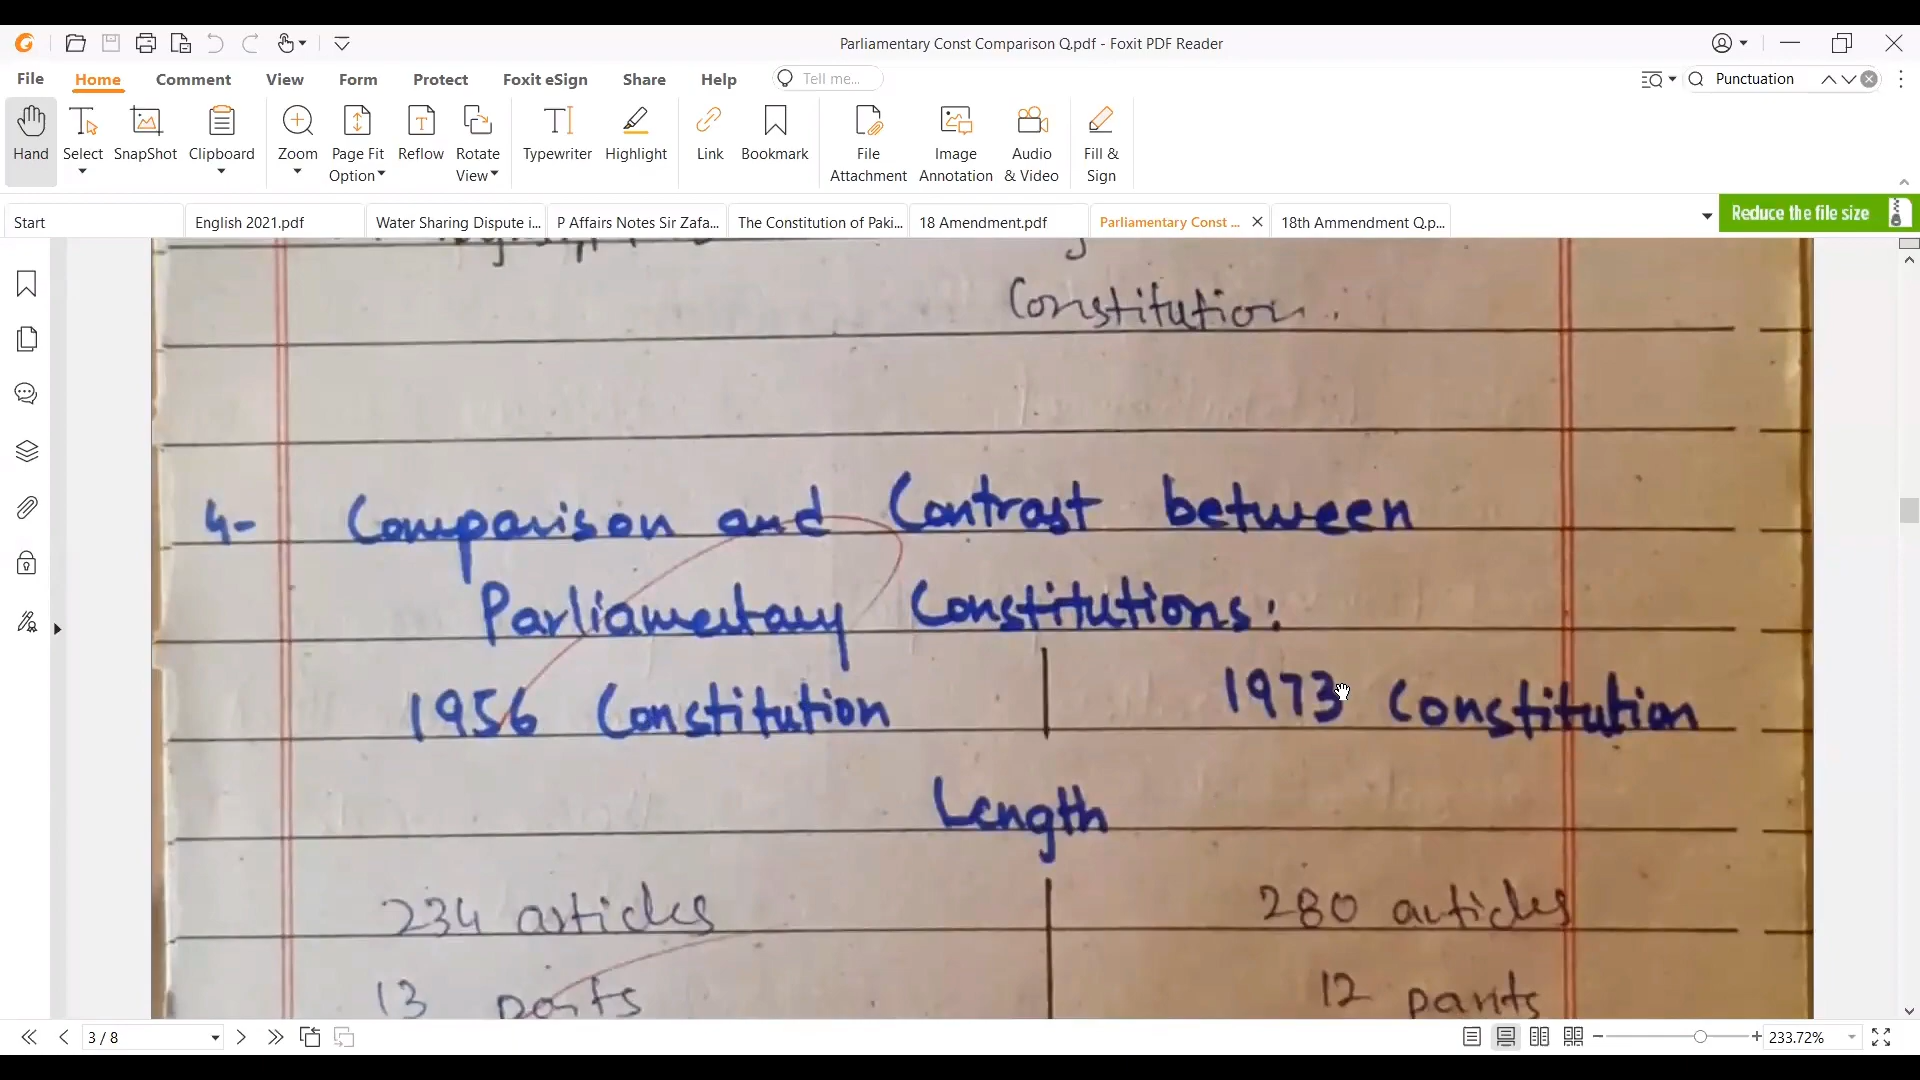 Parliamentary Const Comparison Q.pdf - Foxit PDF Reader
File Home Comment View Form Protect Foxit eSign Share Help Tell me... Punctuation
Hand Select SnapShot Clipboard Zoom Page Fit Option Reflow Rotate View Typewriter Highlight Link Bookmark File Attachment Image Annotation Audio & Video Fill & Sign
Start English 2021.pdf Water Sharing Dispute i... P Affairs Notes Sir Zafa... The Constitution of Paki... 18 Amendment.pdf Parliamentary Const ... 18th Ammendment Q.p... Reduce the file size
Constitution.
4- Comparison and Contrast between
Parliamentary Constitutions:
1956 Constitution 1973 Constitution
Length
234 articles 280 articles
13 parts 12 parts
3 / 8 233.72%